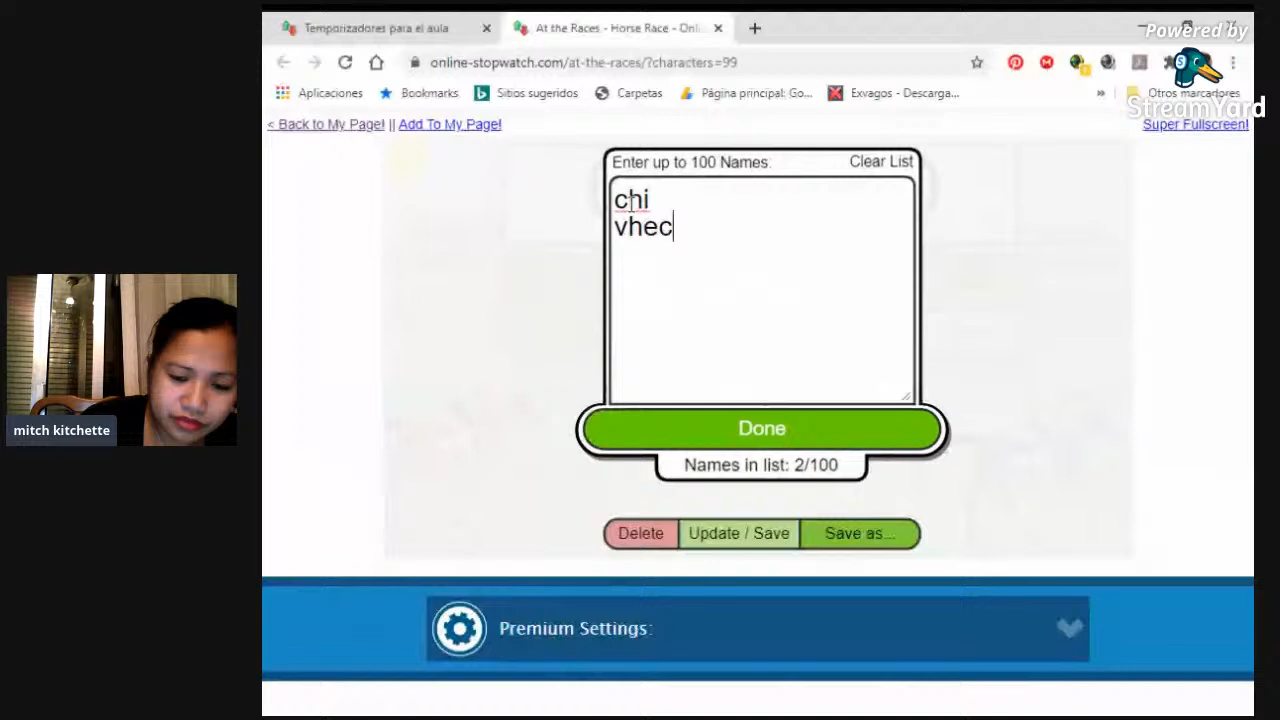 Temporizadores para el aula
At the Races - Horse Race - Onl
Powered by
online-stopwatch.com/at-the-races/?characters=99
StreamYard
Aplicaciones
Bookmarks
Sitios sugeridos
Carpetas
Página principal: Go...
Exvagos - Descarga...
»
Otros marcadores
< Back to My Page! || Add To My Page!
Super Fullscreen!
Enter up to 100 Names:
Clear List
chi
vhec
Done
Names in list: 2/100
mitch kitchette
Delete
Update / Save
Save as...
Premium Settings: